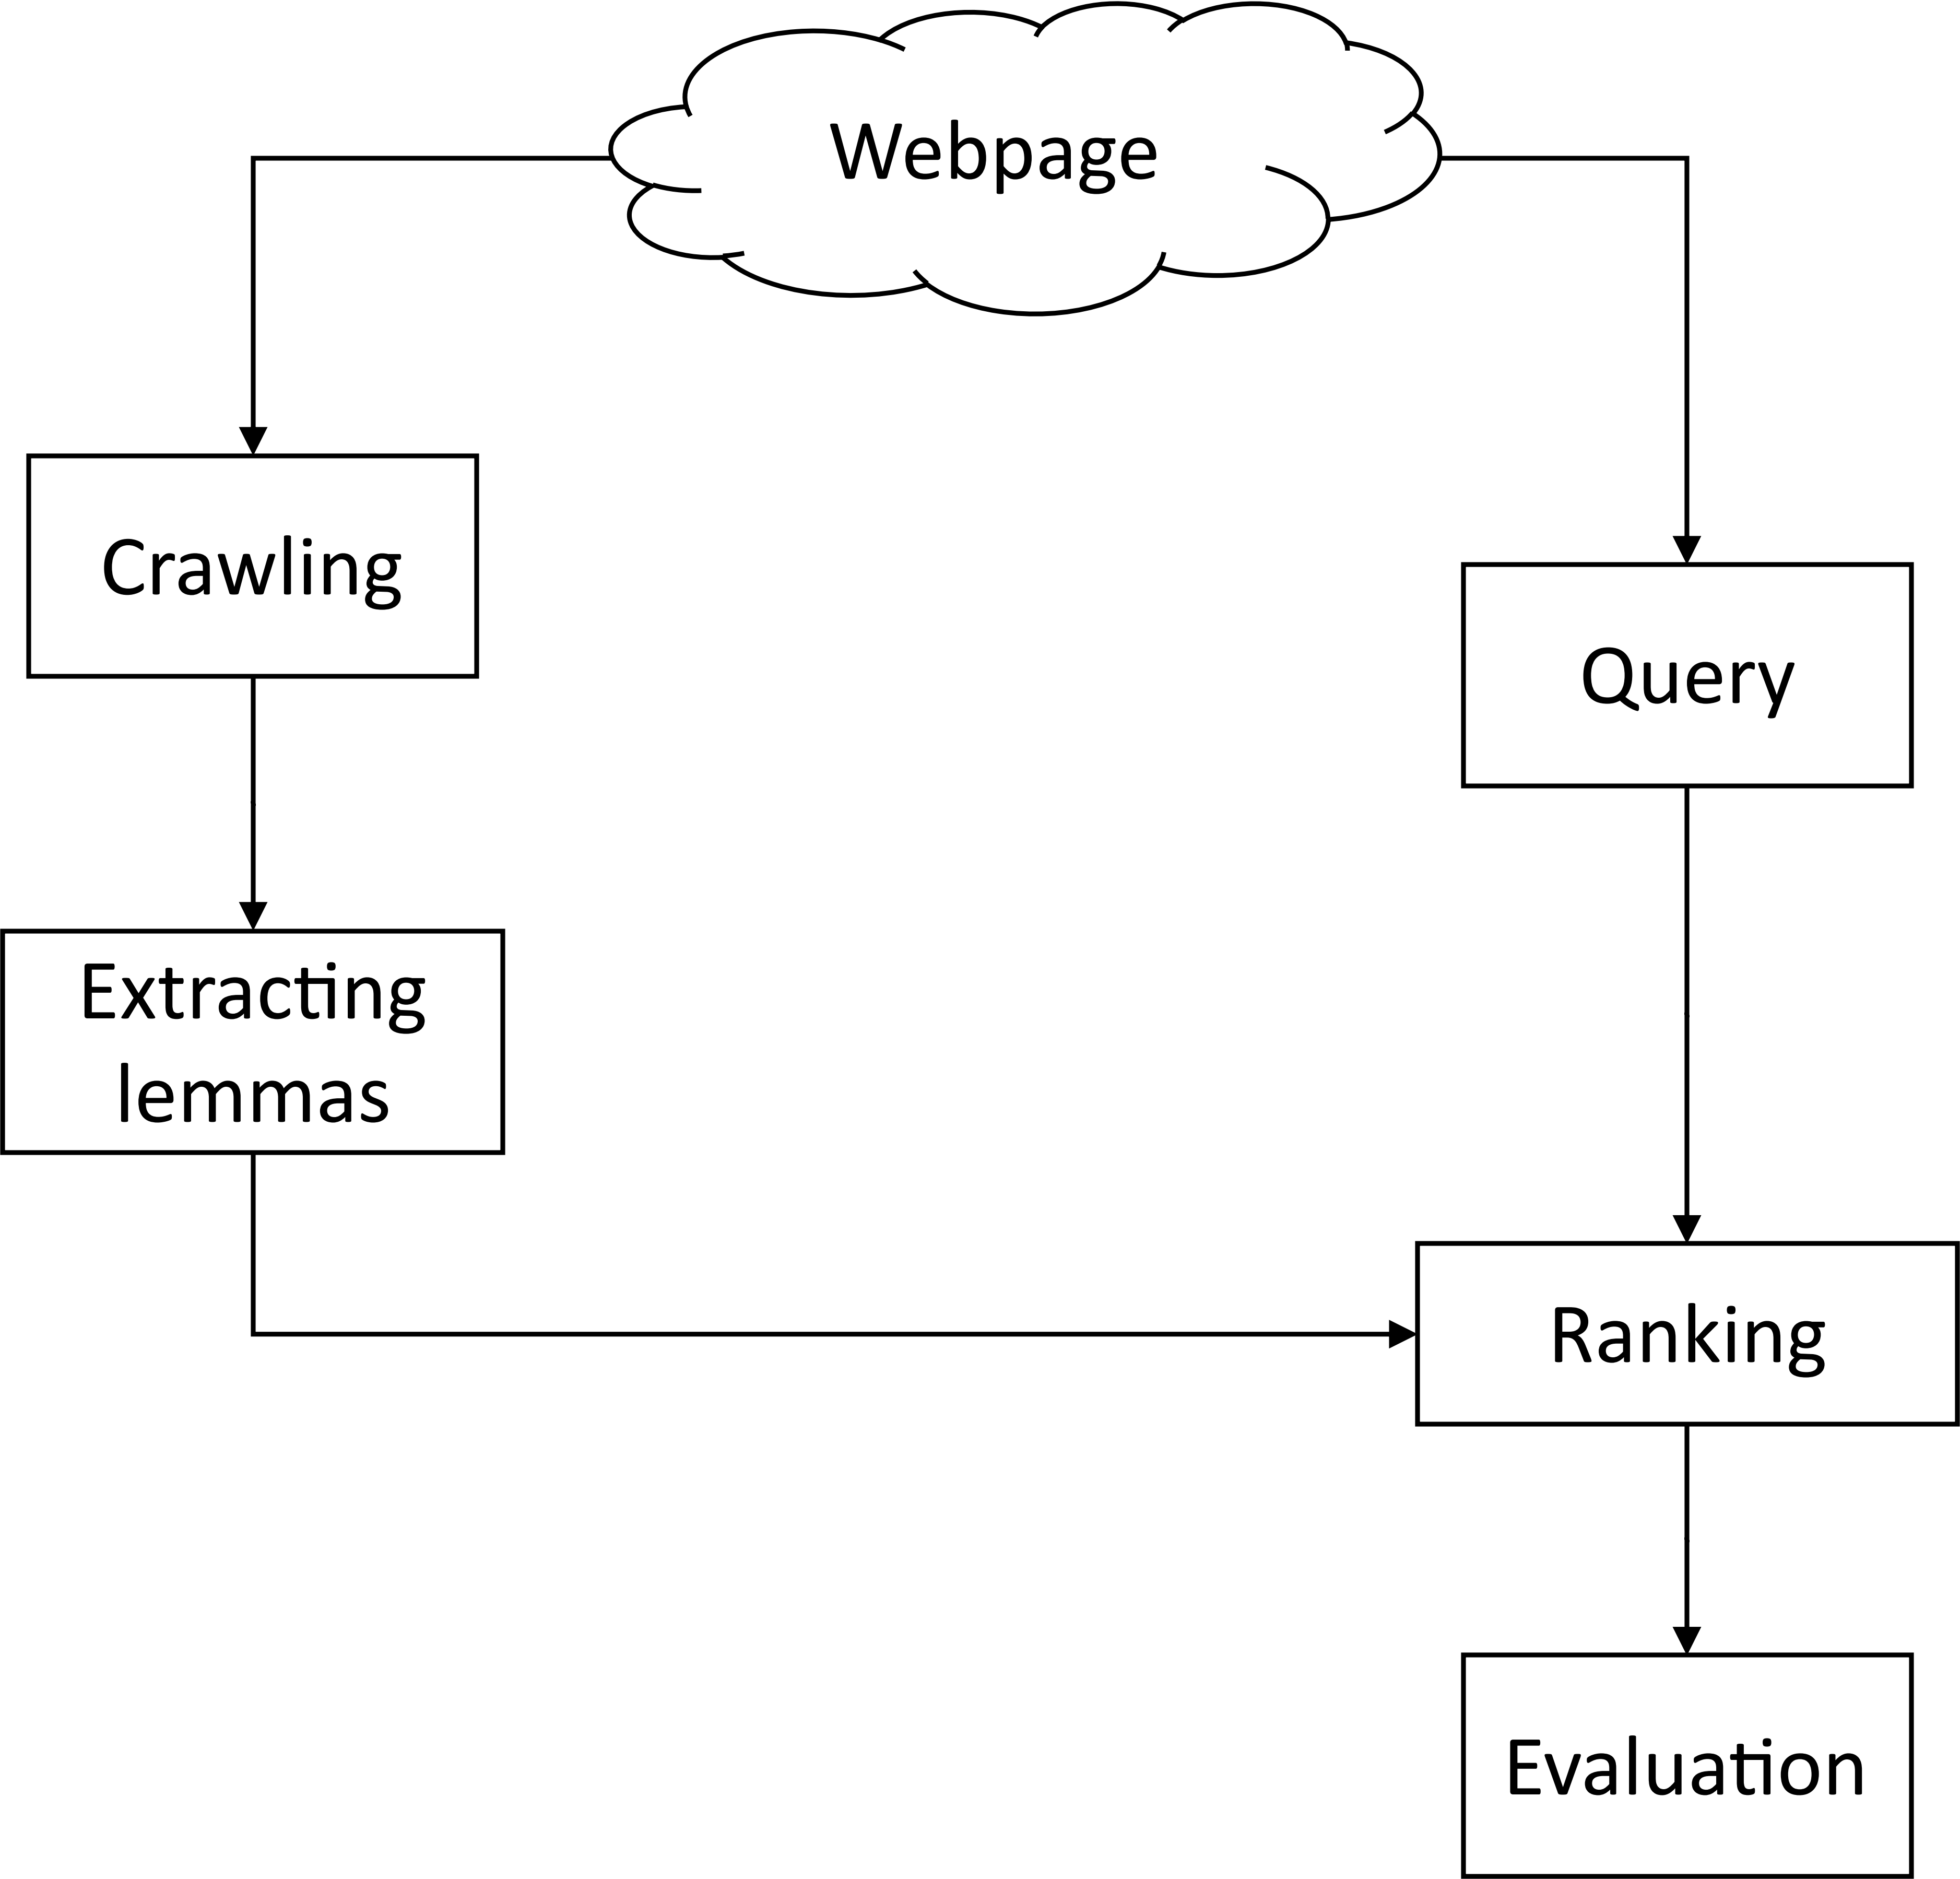 Webpage
Crawling
Query
Extracting
lemmas
Ranking
Evaluation